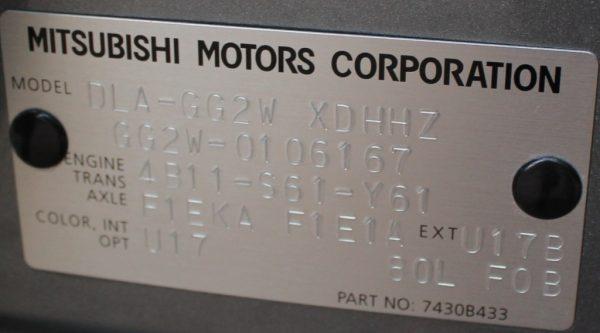 MITSUBISHI MOTORS CORPORATION
MODEL DLA-GG2W XDHHZ
GG2W-0106167
ENGINE 4B11-S61-Y61
TRANS AXLE F1EKA F1E1A
COLOR, INT OPT U17 EXT U17B
80L F0B
PART NO: 7430B433